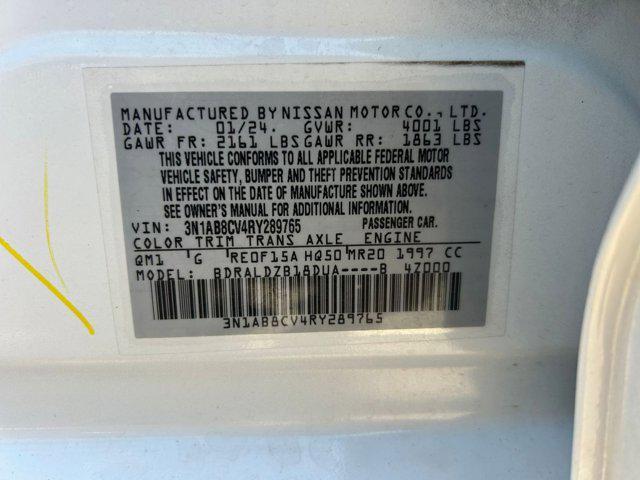 MANUFACTURED BY NISSAN MOTOR CO., LTD.
DATE: 01/24. GVWR: 4001 LBS
GAWR FR: 2161 LBS GAWR RR: 1863 LBS
THIS VEHICLE CONFORMS TO ALL APPLICABLE FEDERAL MOTOR
VEHICLE SAFETY, BUMPER AND THEFT PREVENTION STANDARDS
IN EFFECT ON THE DATE OF MANUFACTURE SHOWN ABOVE.
SEE OWNER'S MANUAL FOR ADDITIONAL INFORMATION.
VIN: 3N1AB8CV4RY289765 PASSENGER CAR.
COLOR TRIM TRANS AXLE ENGINE
QM1 G RE0F15A HQ50 MR20 1997 CC
MODEL: BDRALDZB18DUA----B 4Z000
3N1AB8CV4RY289765